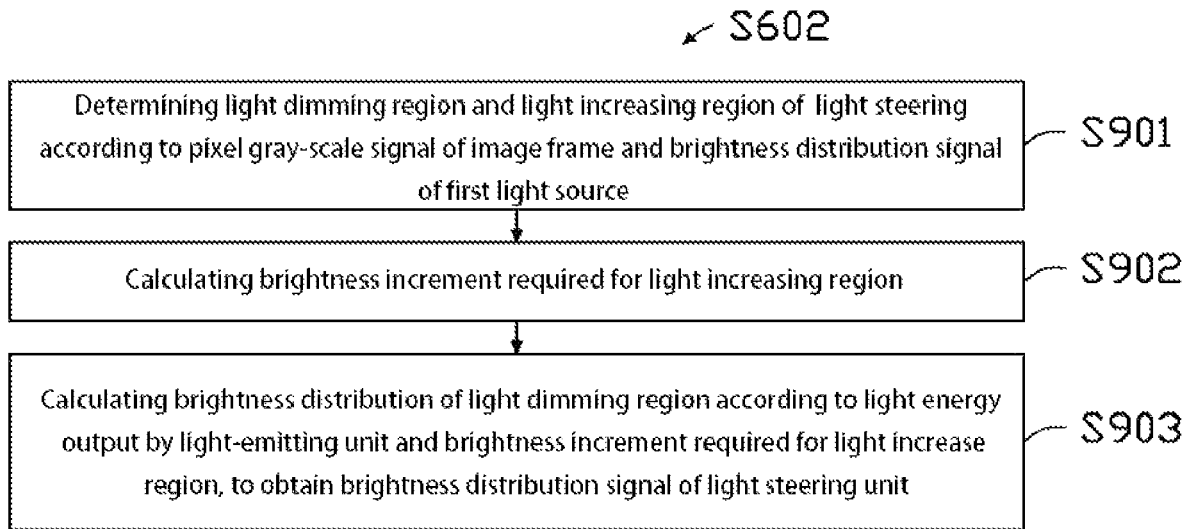 S602
Determining light dimming region and light increasing region of light steering
according to pixel gray-scale signal of image frame and brightness distribution signal
of first light source
S901
Calculating brightness increment required for light increasing region
S902
Calculating brightness distribution of light dimming region according to light energy
output by light-emitting unit and brightness increment required for light increase
region, to obtain brightness distribution signal of light steering unit
S903